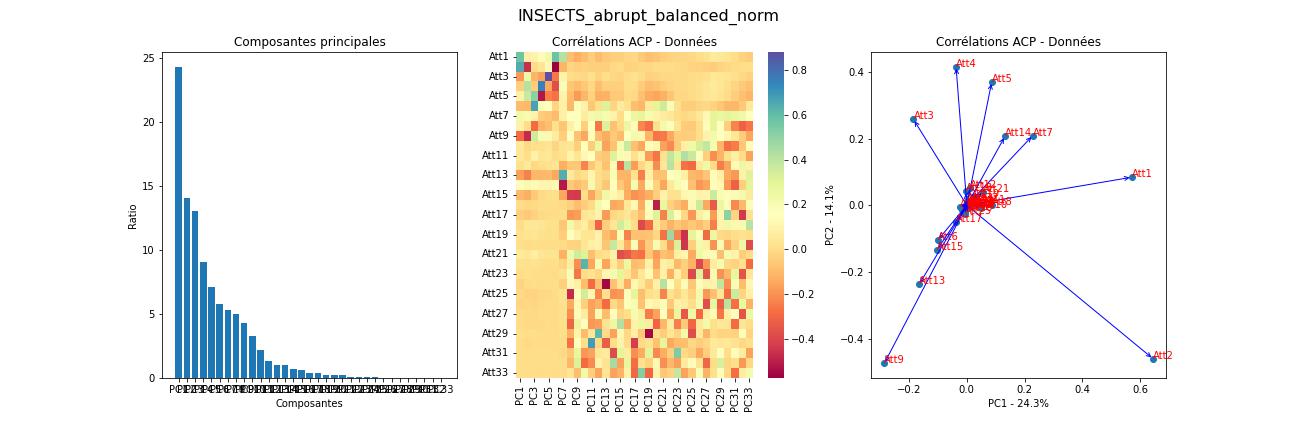 INSECTS_abrupt_balanced_norm
Composantes principales
25
20
15
10
5
0
Ratio
Composantes
Corrélations ACP - Données
Att1
Att3
Att5
Att7
Att9
Att11
Att13
Att15
Att17
Att19
Att21
Att23
Att25
Att27
Att29
Att31
Att33
PC1
PC3
PC5
PC7
PC9
PC11
PC13
PC15
PC17
PC19
PC21
PC23
PC25
PC27
PC29
PC31
PC33
0.8
0.6
0.4
0.2
0.0
−0.2
−0.4
Corrélations ACP - Données
PC2 - 14.1%
0.4
0.2
0.0
−0.2
−0.4
Att4
Att5
Att3
Att14
Att7
Att1
Att17
Att6
Att15
Att13
Att9
Att2
−0.2
0.0
0.2
0.4
0.6
PC1 - 24.3%